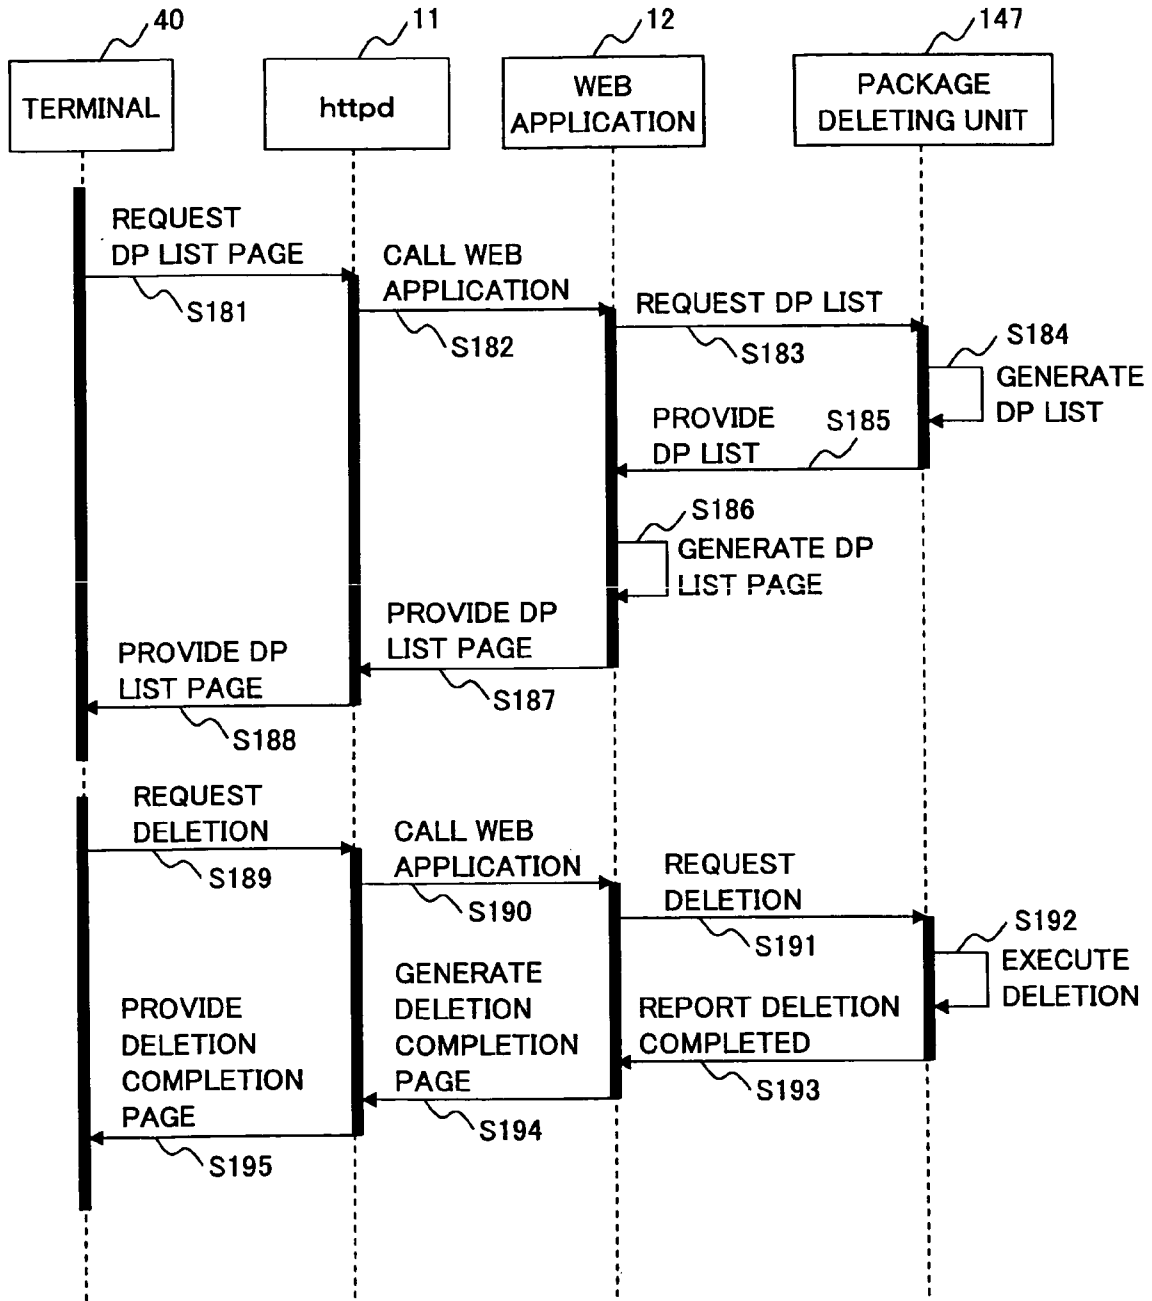 40
11
12
147
TERMINAL
httpd
WEB
APPLICATION
PACKAGE
DELETING UNIT
REQUEST
DP LIST PAGE
S181
CALL WEB
APPLICATION
S182
REQUEST DP LIST
S183
S184
GENERATE
DP LIST
PROVIDE
DP LIST
S185
S186
GENERATE DP
LIST PAGE
PROVIDE DP
LIST PAGE
S187
PROVIDE DP
LIST PAGE
S188
REQUEST
DELETION
S189
CALL WEB
APPLICATION
S190
REQUEST
DELETION
S191
S192
EXECUTE
DELETION
REPORT DELETION
COMPLETED
S193
GENERATE
DELETION
COMPLETION
PAGE
S194
PROVIDE
DELETION
COMPLETION
PAGE
S195